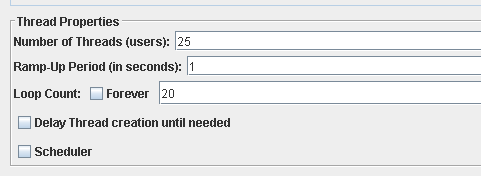 Thread Properties
Number of Threads (users): 25
Ramp-Up Period (in seconds): 1
Loop Count: Forever 20
Delay Thread creation until needed
Scheduler